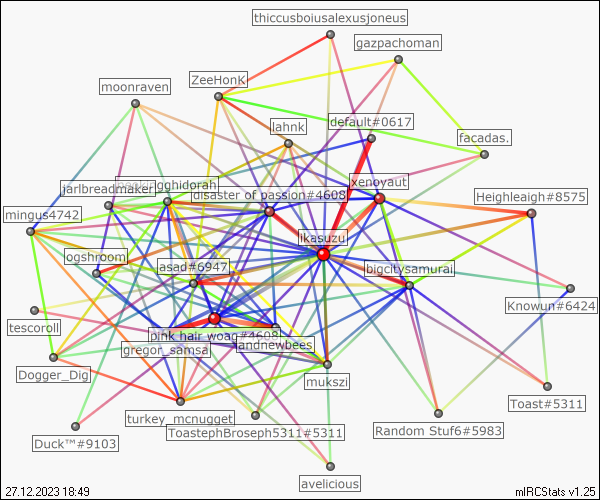 thiccusboiusalexusjoneus
gazpachoman
ZeeHonK
moonraven
default#0617
lahnk
facadas.
xenoyaut
ghidorah
jarlbreadmaker
disaster of passion#4608
Heighleaigh#8575
mingus4742
ikasuzu
ogshroom
asad#6947
bigcitysamurai
Knowun#6424
tescoroll
pink hair_woag#4608
landnewbees
gregor_samsa
Dogger_Dig
mukszi
Toast#5311
turkey_mcnugget
ToastephBroseph5311#5311
Random Stuf6#5983
Duck™#9103
avelicious
27.12.2023 18:49
mIRCStats v1.25